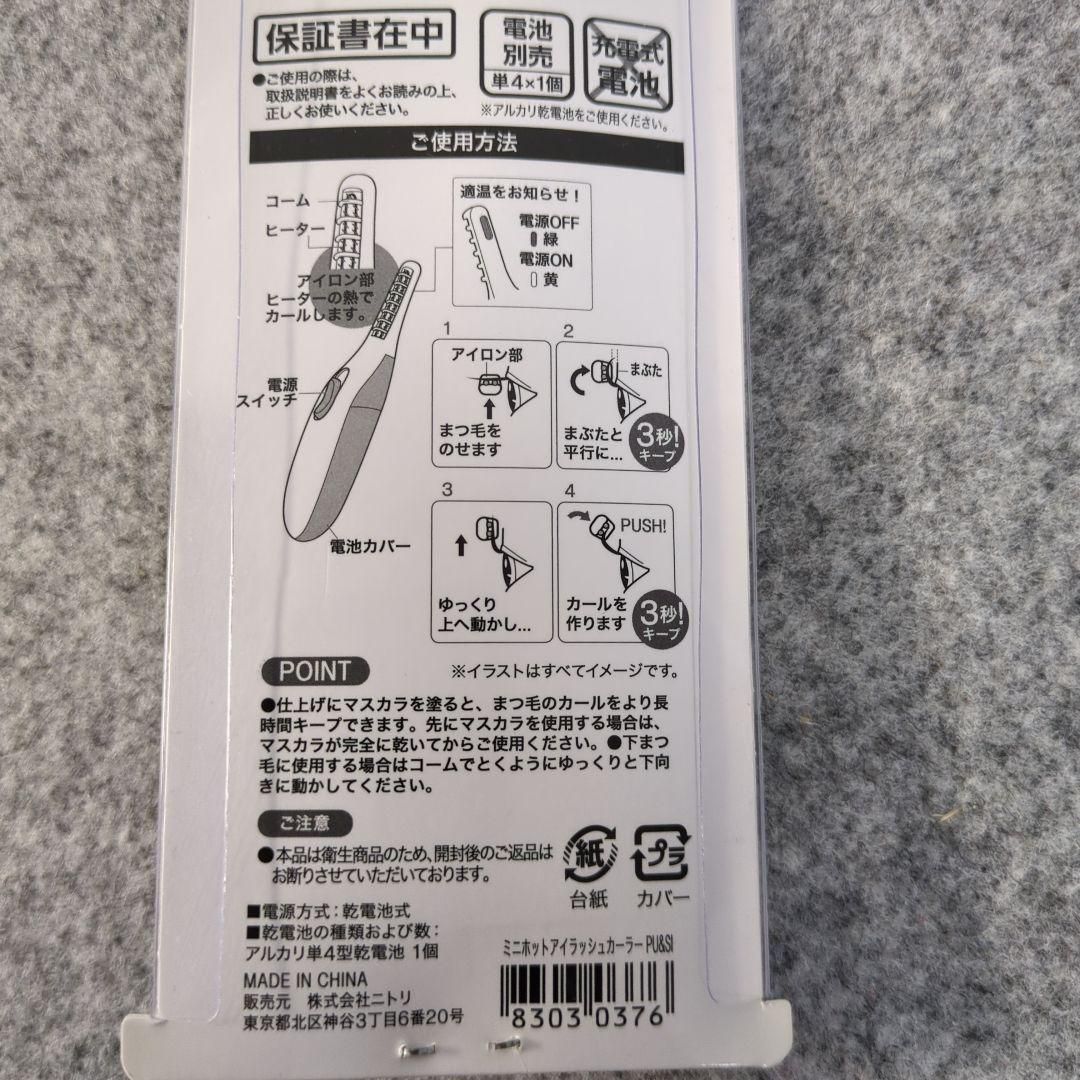 保証書在中
●ご使用の際は、
取扱説明書をよくお読みの上、
正しくお使いください。
電池
別売
単4×1個
充電式
電池
※アルカリ乾電池をご使用ください。
ご使用方法
コーム
ヒーター
アイロン部
ヒーターの熱で
カールします。
適温をお知らせ!
電源OFF
緑
電源ON
黄
電源
スイッチ
電池カバー
1
アイロン部
まつ毛を
のせます
2
まぶた
まぶたと
平行に...
3秒!
キープ
3
ゆっくり
上へ動かし...
4
PUSH!
カールを
作ります
3秒!
キープ
POINT
※イラストはすべてイメージです。
●仕上げにマスカラを塗ると、まつ毛のカールをより長
時間キープできます。先にマスカラを使用する場合は、
マスカラが完全に乾いてからご使用ください。●下まつ
毛に使用する場合はコームでとくようにゆっくりと下向
きに動かしてください。
ご注意
●本品は衛生商品のため、開封後のご返品は
お断りさせていただいております。
紙
台紙
プラ
カバー
■電源方式：乾電池式
■乾電池の種類および数：
アルカリ単4型乾電池 1個
MADE IN CHINA
販売元 株式会社ニトリ
東京都北区神谷3丁目6番20号
ミニホットアイラッシュカーラー PU&SI
8303 0376